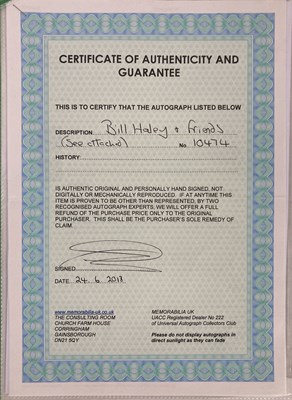 CERTIFICATE OF AUTHENTICITY AND
GUARANTEE
THIS IS TO CERTIFY THAT THE AUTOGRAPH LISTED BELOW
DESCRIPTION Bill Haley & Friends
(See attached) No. 10474
HISTORY:
IS AUTHENTIC ORIGINAL AND PERSONALLY HAND SIGNED, NOT
DIGITALLY OR MECHANICALLY REPRODUCED. IF AT ANYTIME THIS
ITEM IS PROVEN TO BE OTHER THAN REPRESENTED, BY TWO
RECOGNISED AUTOGRAPH EXPERTS, WE WILL OFFER A FULL
REFUND OF THE PURCHASE PRICE ONLY TO THE ORIGINAL
PURCHASER. THIS SHALL BE THE PURCHASER'S SOLE REMEDY OF
CLAIM.
SIGNED
DATE 24. 6. 2018
www.memorabilia-uk.co.uk
THE CONSULTING ROOM
CHURCH FARM HOUSE
CORRINGHAM
GAINSBOROUGH
DN21 5QY
MEMORABILIA UK
UACC Registered Dealer No 222
of Universal Autograph Collectors Club
Please do not display autographs in
direct sunlight as they can fade